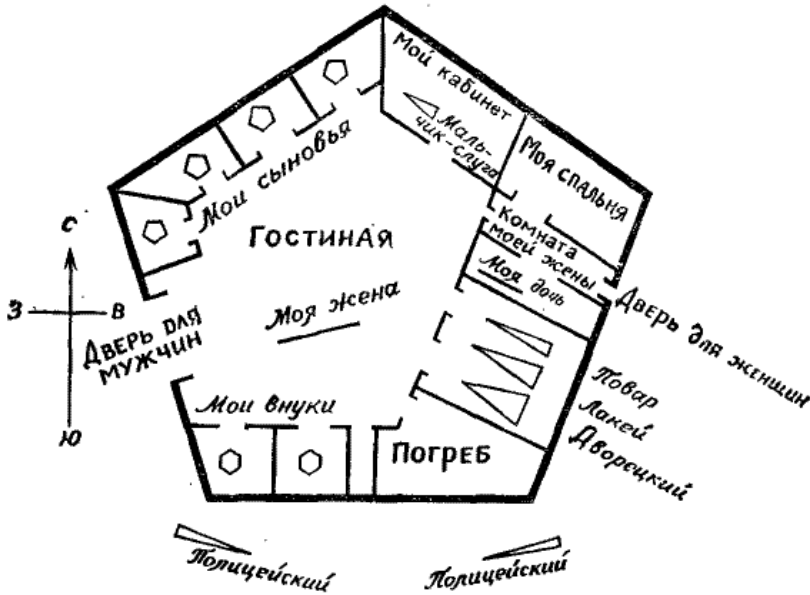 Мой кабинет
Маль-
чик-слуга
Моя спальня
Мои сыновья
Гостиная
Комната
моей жены
Моя дочь
С
З
В
Ю
Моя жена
Дверь для
мужчин
Дверь для женщин
Мои внуки
Погреб
Повар
Лакей
Дворецкий
Полицейский
Полицейский